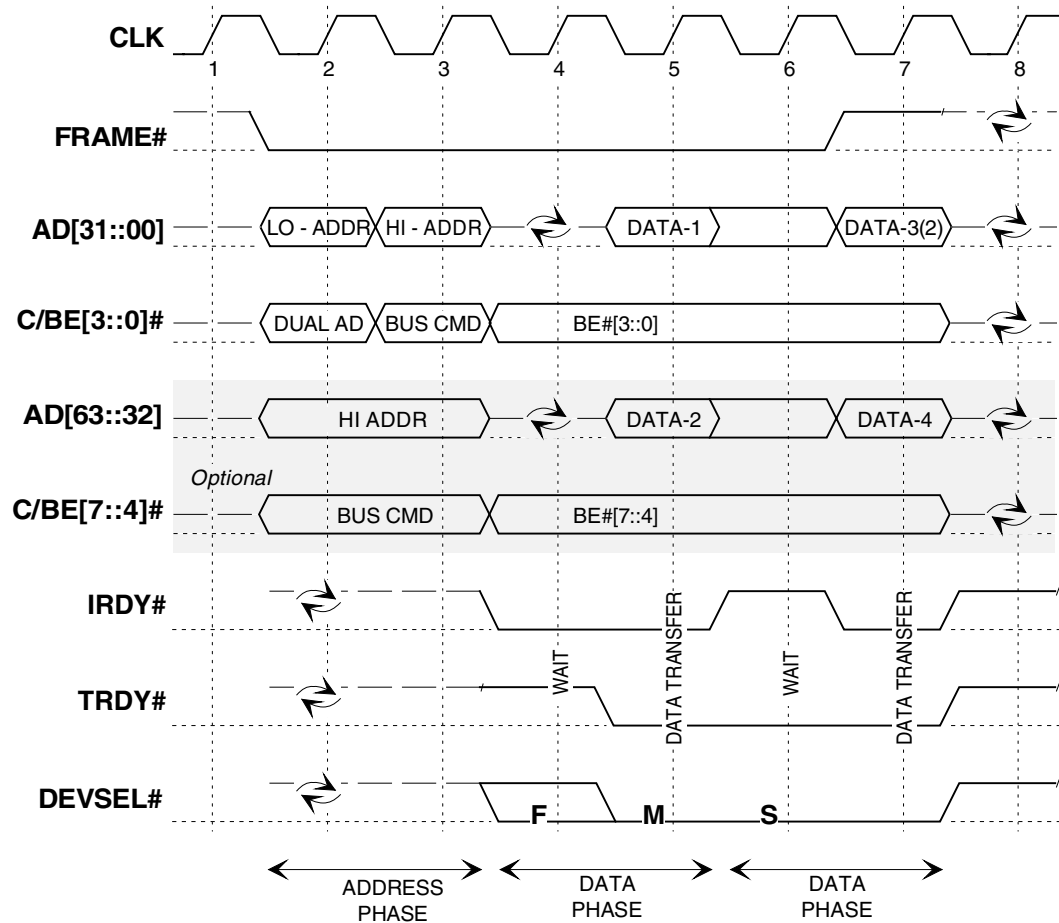 CLK
1 2 3 4 5 6 7 8
FRAME#
AD[31::00] LO - ADDR HI - ADDR DATA-1 DATA-3(2)
C/BE[3::0]# DUAL AD BUS CMD BE#[3::0]
AD[63::32] HI ADDR DATA-2 DATA-4
Optional
C/BE[7::4]# BUS CMD BE#[7::4]
IRDY#
WAIT
DATA TRANSFER
WAIT
DATA TRANSFER
TRDY#
DEVSEL# F M S
ADDRESS
PHASE
DATA
PHASE
DATA
PHASE